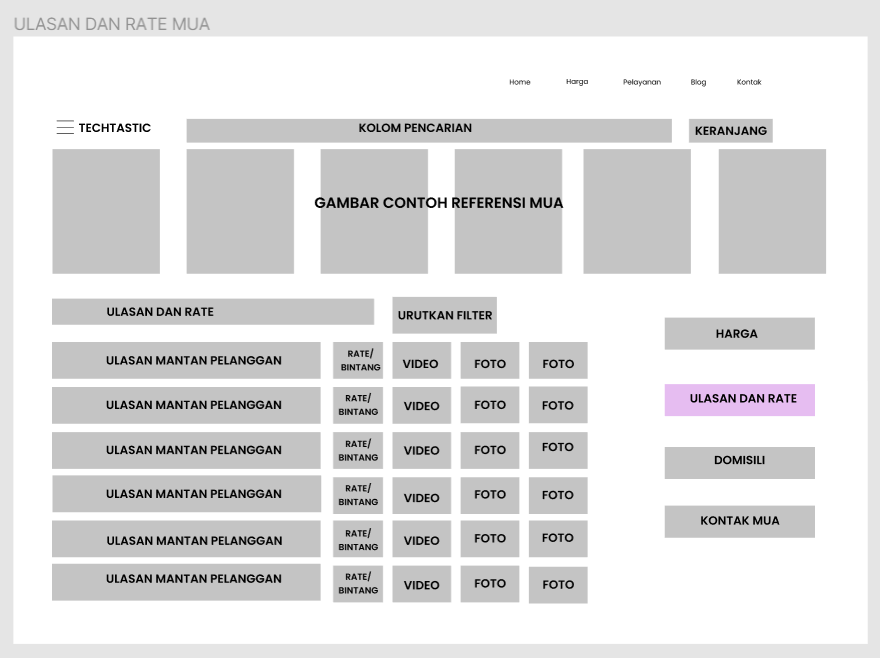 ULASAN DAN RATE MUA
Home Harga Pelayanan Blog Kontak
TECHTASTIC KOLOM PENCARIAN KERANJANG
GAMBAR CONTOH REFERENSI MUA
ULASAN DAN RATE
URUTKAN FILTER
ULASAN MANTAN PELANGGAN
RATE/
BINTANG
VIDEO
FOTO
FOTO
ULASAN MANTAN PELANGGAN
RATE/
BINTANG
VIDEO
FOTO
FOTO
ULASAN MANTAN PELANGGAN
RATE/
BINTANG
VIDEO
FOTO
FOTO
ULASAN MANTAN PELANGGAN
RATE/
BINTANG
VIDEO
FOTO
FOTO
ULASAN MANTAN PELANGGAN
RATE/
BINTANG
VIDEO
FOTO
FOTO
ULASAN MANTAN PELANGGAN
RATE/
BINTANG
VIDEO
FOTO
FOTO
HARGA
ULASAN DAN RATE
DOMISILI
KONTAK MUA